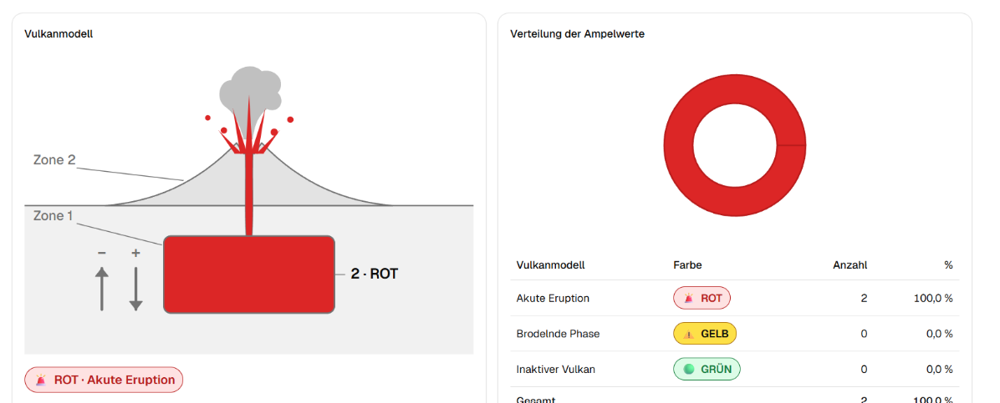 Vulkanmodell
Zone 2
Zone 1
− +
2 · ROT
ROT · Akute Eruption
Verteilung der Ampelwerte
Vulkanmodell Farbe Anzahl %
Akute Eruption ROT 2 100,0 %
Brodelnde Phase GELB 0 0,0 %
Inaktiver Vulkan GRÜN 0 0,0 %
Gesamt 2 100,0 %